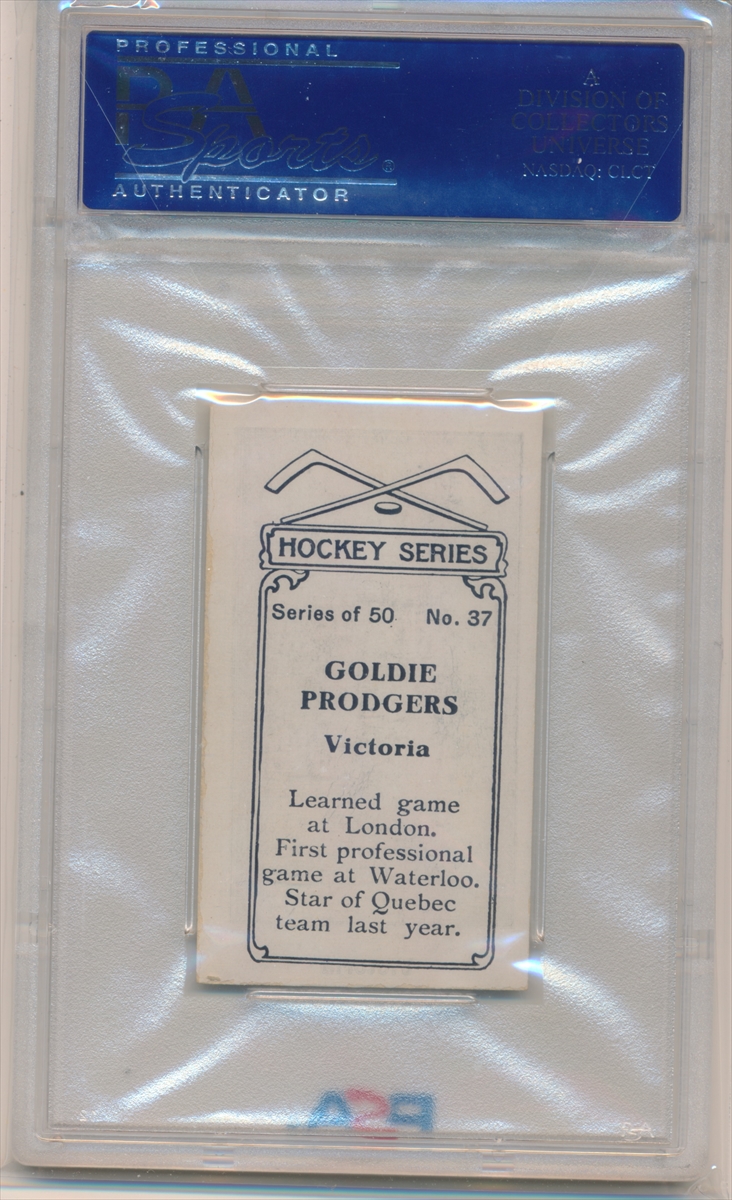 PROFESSIONAL
PSA
Sports®
AUTHENTICATOR
A
DIVISION OF
COLLECTORS
UNIVERSE
NASDAQ: CLCT
HOCKEY SERIES
Series of 50 No. 37
GOLDIE
PRODGERS
Victoria
Learned game
at London.
First professional
game at Waterloo.
Star of Quebec
team last year.
PSA